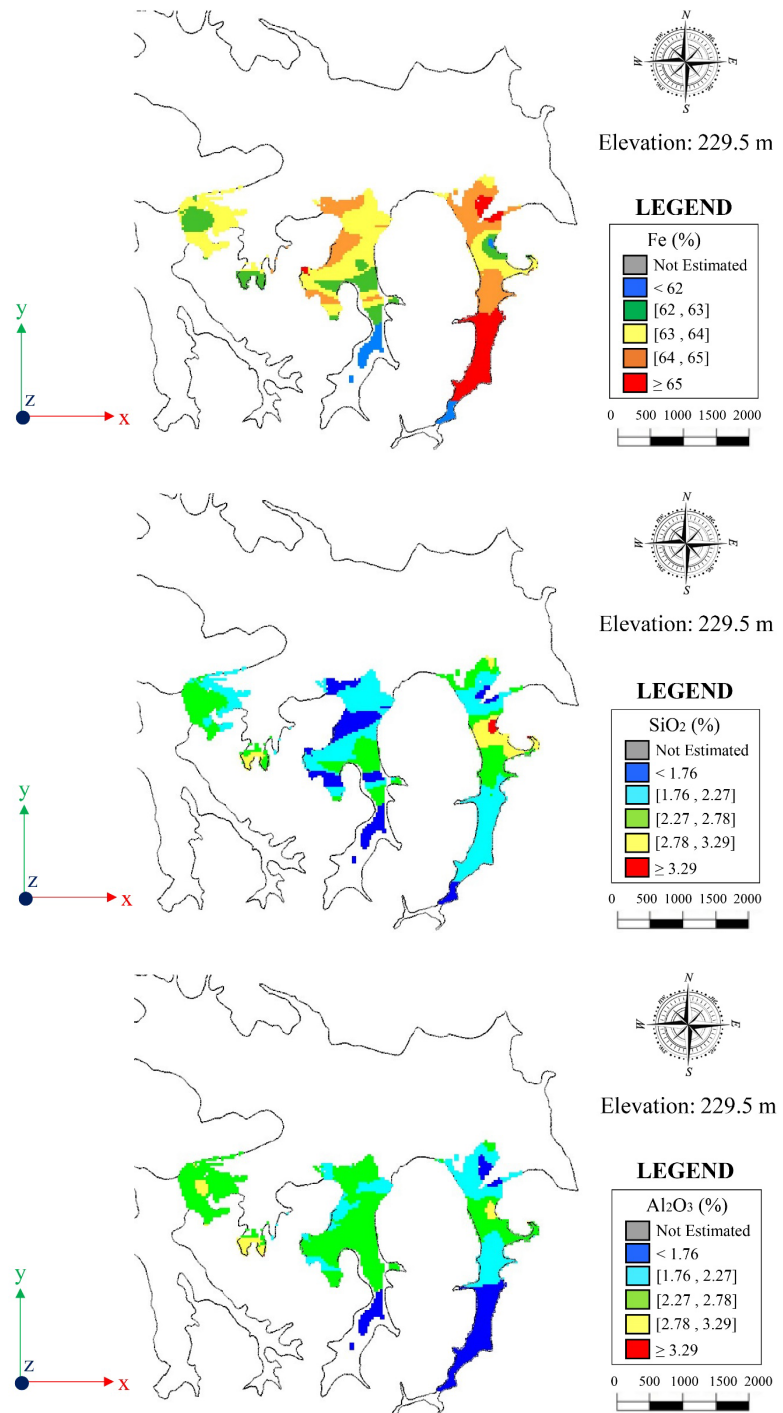 N
W
E
S
Elevation: 229.5 m
LEGEND
Fe (%)
Not Estimated
< 62
[62 , 63]
[63 , 64]
[64 , 65]
≥ 65
0 500 1000 1500 2000
y
z
x
N
W
E
S
Elevation: 229.5 m
LEGEND
SiO₂ (%)
Not Estimated
< 1.76
[1.76 , 2.27]
[2.27 , 2.78]
[2.78 , 3.29]
≥ 3.29
0 500 1000 1500 2000
y
z
x
N
W
E
S
Elevation: 229.5 m
LEGEND
Al₂O₃ (%)
Not Estimated
< 1.76
[1.76 , 2.27]
[2.27 , 2.78]
[2.78 , 3.29]
≥ 3.29
0 500 1000 1500 2000
y
z
x